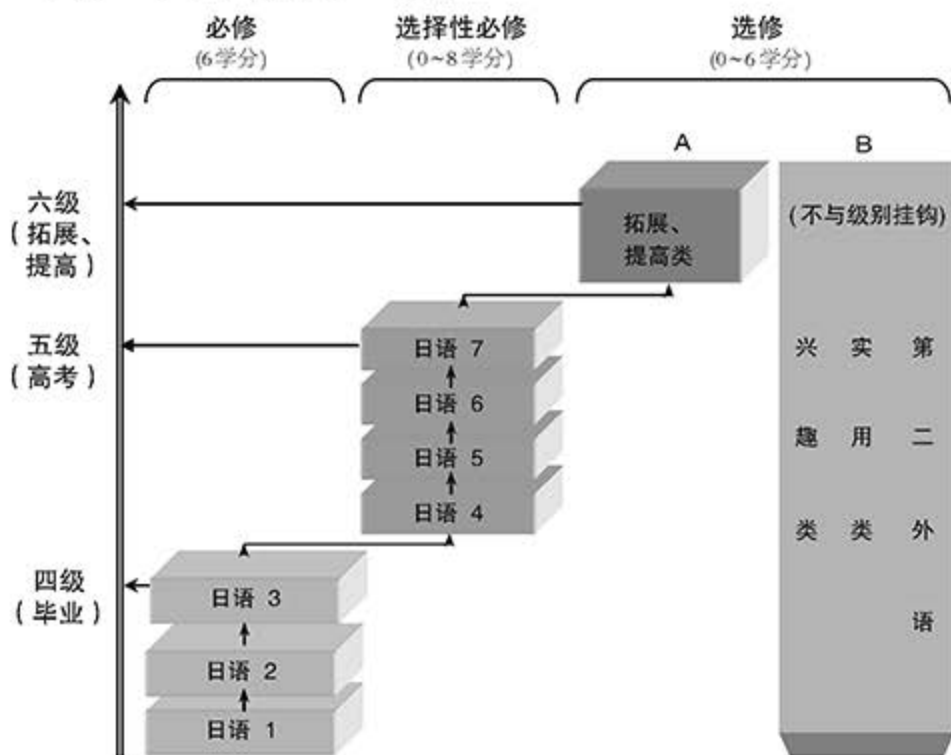 必修
(6学分)
选择性必修
(0~8学分)
选修
(0~6学分)
A
B
六级
(拓展、
提高)
拓展、
提高类
(不与级别挂钩)
五级
(高考)
日语 7
日语 6
日语 5
日语 4
兴趣类
实用类
第二外语
四级
(毕业)
日语 3
日语 2
日语 1